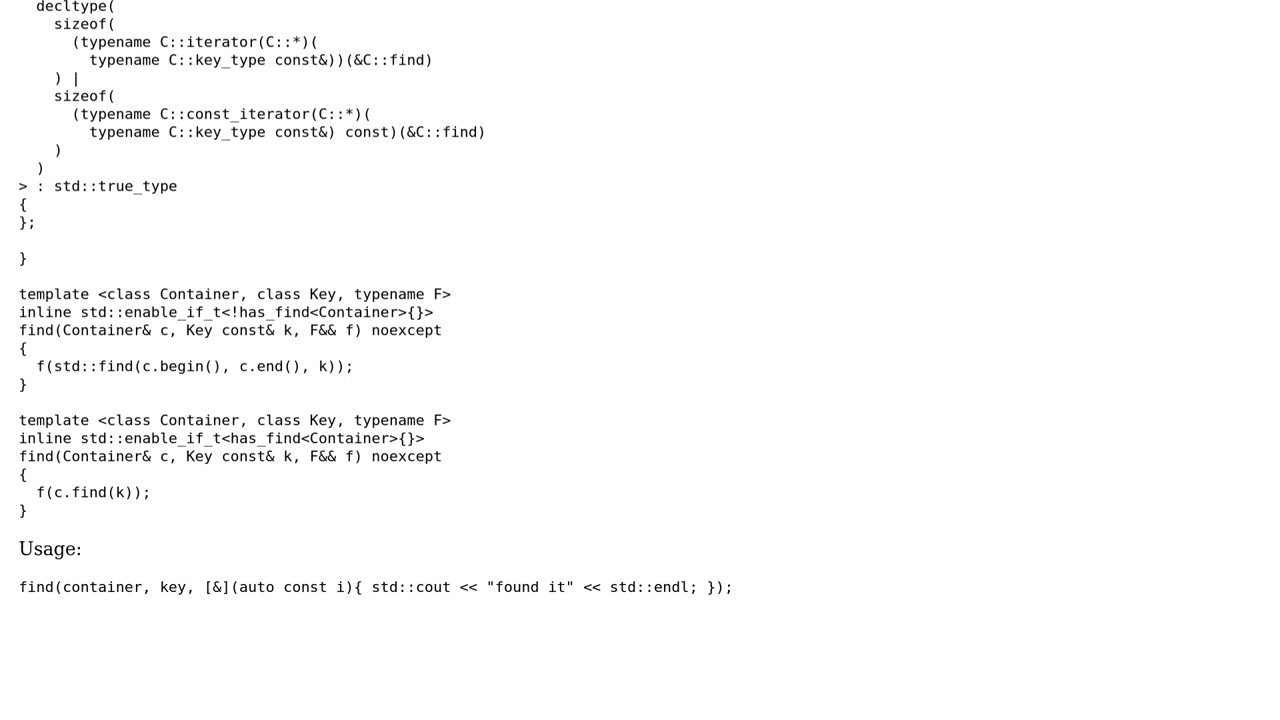 decltype(
    sizeof(
      (typename C::iterator(C::*)(
        typename C::key_type const&))(&C::find)
    ) |
    sizeof(
      (typename C::const_iterator(C::*)(
        typename C::key_type const&) const)(&C::find)
    )
  )
> : std::true_type
{
};

}

template <class Container, class Key, typename F>
inline std::enable_if_t<!has_find<Container>{}>
find(Container& c, Key const& k, F&& f) noexcept
{
  f(std::find(c.begin(), c.end(), k));
}

template <class Container, class Key, typename F>
inline std::enable_if_t<has_find<Container>{}>
find(Container& c, Key const& k, F&& f) noexcept
{
  f(c.find(k));
}

Usage:

find(container, key, [&](auto const i){ std::cout << "found it" << std::endl; });